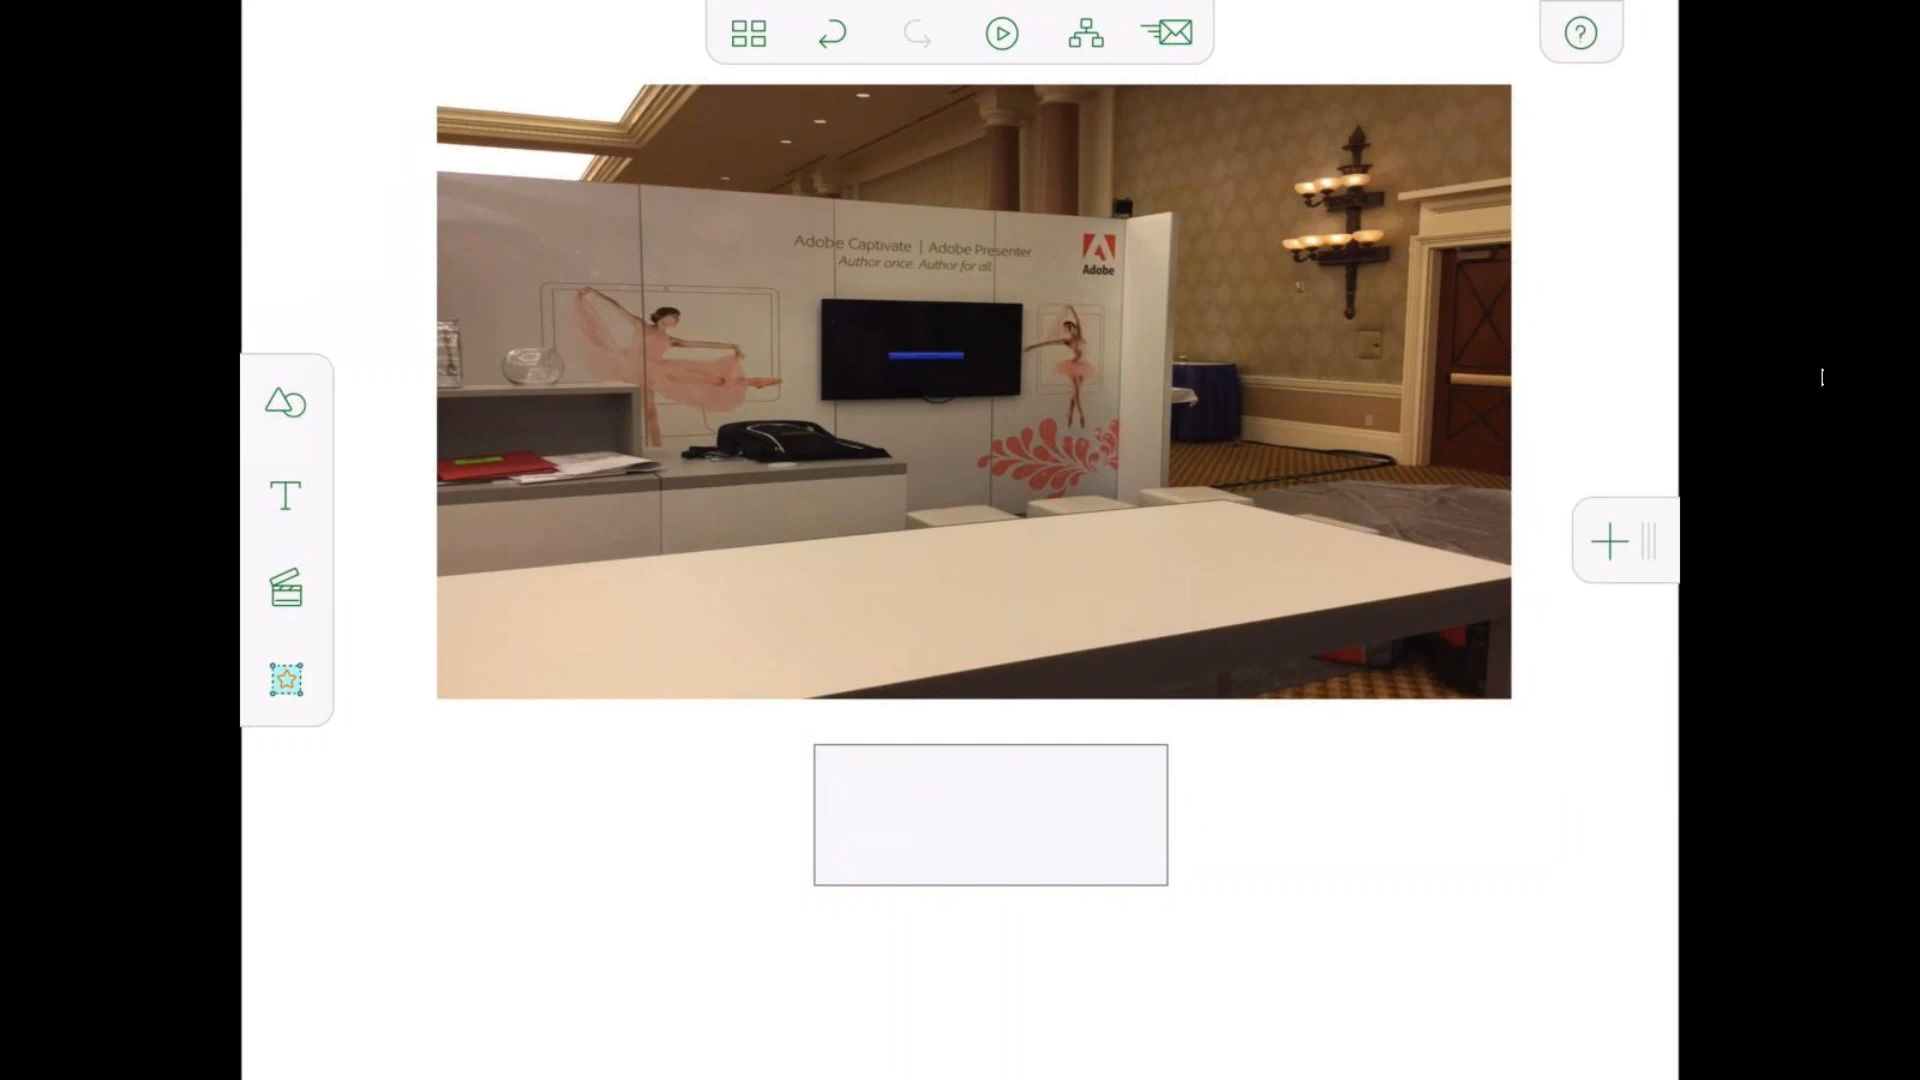 Adobe Captivate | Adobe Presenter
Author once. Author for all.
Adobe